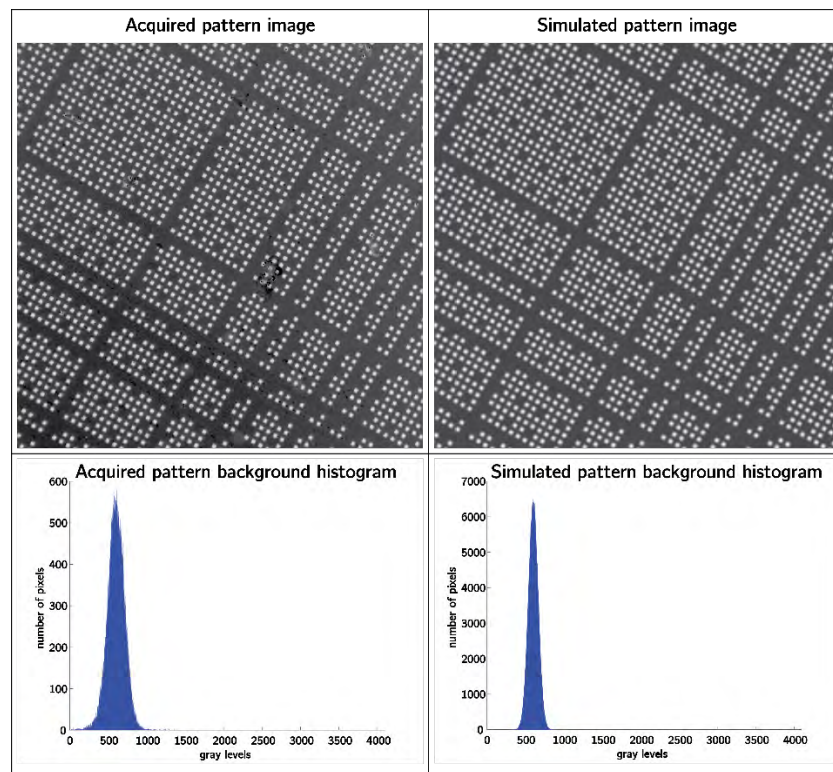 Acquired pattern image
Simulated pattern image
Acquired pattern background histogram
600
500
400
300
200
100
0
number of pixels
0 500 1000 1500 2000 2500 3000 3500 4000
gray levels
Simulated pattern background histogram
7000
6000
5000
4000
3000
2000
1000
0
number of pixels
0 500 1000 1500 2000 2500 3000 3500 4000
gray levels